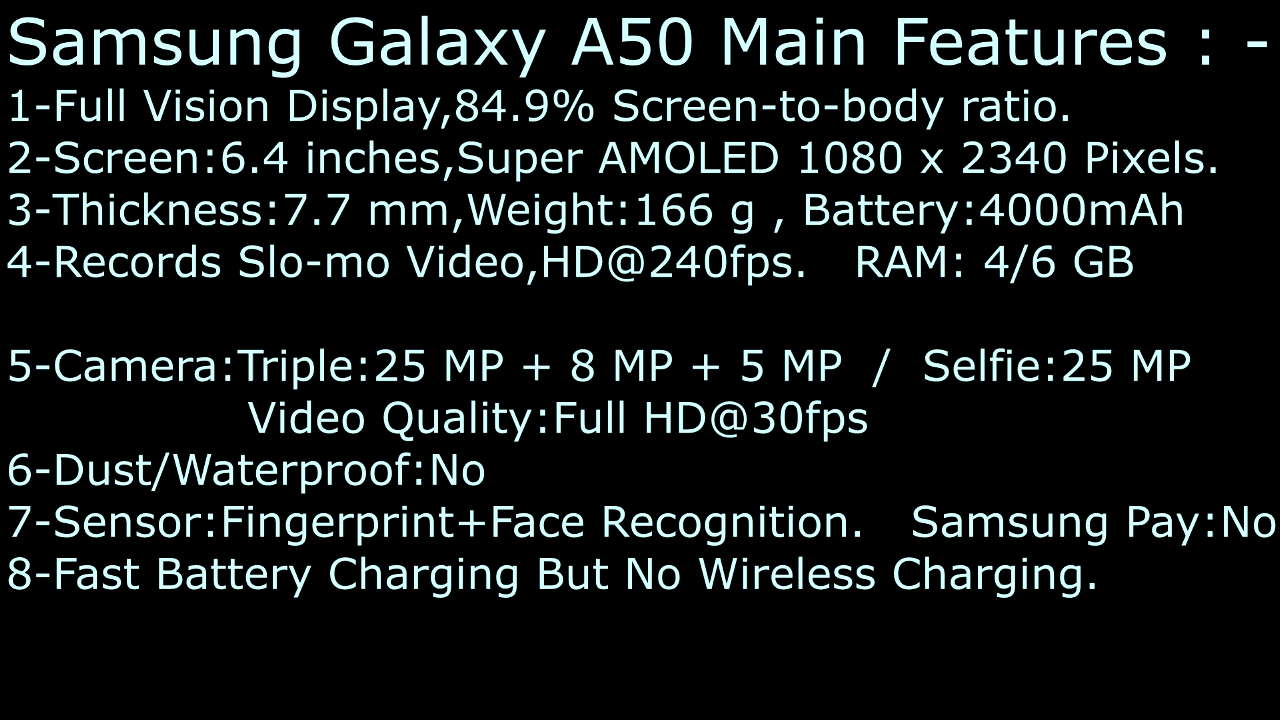 Samsung Galaxy A50 Main Features : -
1-Full Vision Display,84.9% Screen-to-body ratio.
2-Screen:6.4 inches,Super AMOLED 1080 x 2340 Pixels.
3-Thickness:7.7 mm,Weight:166 g , Battery:4000mAh
4-Records Slo-mo Video,HD@240fps.   RAM: 4/6 GB
5-Camera:Triple:25 MP + 8 MP + 5 MP  /  Selfie:25 MP
Video Quality:Full HD@30fps
6-Dust/Waterproof:No
7-Sensor:Fingerprint+Face Recognition.   Samsung Pay:No
8-Fast Battery Charging But No Wireless Charging.